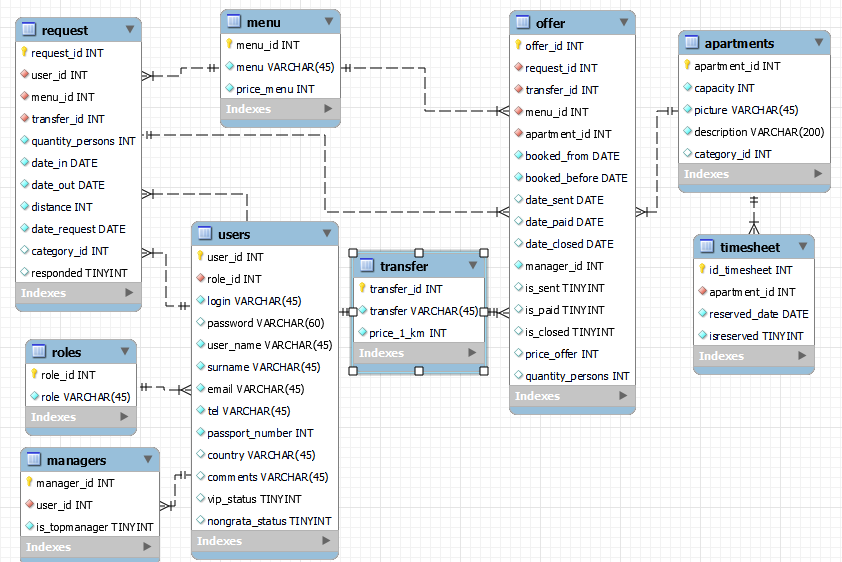 request
request_id INT
user_id INT
menu_id INT
transfer_id INT
quantity_persons INT
date_in DATE
date_out DATE
distance INT
date_request DATE
category_id INT
responded TINYINT
Indexes
menu
menu_id INT
menu VARCHAR(45)
price_menu INT
Indexes
offer
offer_id INT
request_id INT
transfer_id INT
menu_id INT
apartment_id INT
booked_from DATE
booked_before DATE
date_sent DATE
date_paid DATE
date_closed DATE
manager_id INT
is_sent TINYINT
is_paid TINYINT
is_closed TINYINT
price_offer INT
quantity_persons INT
Indexes
apartments
apartment_id INT
capacity INT
picture VARCHAR(45)
description VARCHAR(200)
category_id INT
Indexes
users
user_id INT
role_id INT
login VARCHAR(45)
password VARCHAR(60)
user_name VARCHAR(45)
surname VARCHAR(45)
email VARCHAR(45)
tel VARCHAR(45)
passport_number INT
country VARCHAR(45)
comments VARCHAR(45)
vip_status TINYINT
nongrata_status TINYINT
Indexes
transfer
transfer_id INT
transfer VARCHAR(45)
price_1_km INT
Indexes
timesheet
id_timesheet INT
apartment_id INT
reserved_date DATE
isreserved TINYINT
Indexes
roles
role_id INT
role VARCHAR(45)
Indexes
managers
manager_id INT
user_id INT
is_topmanager TINYINT
Indexes